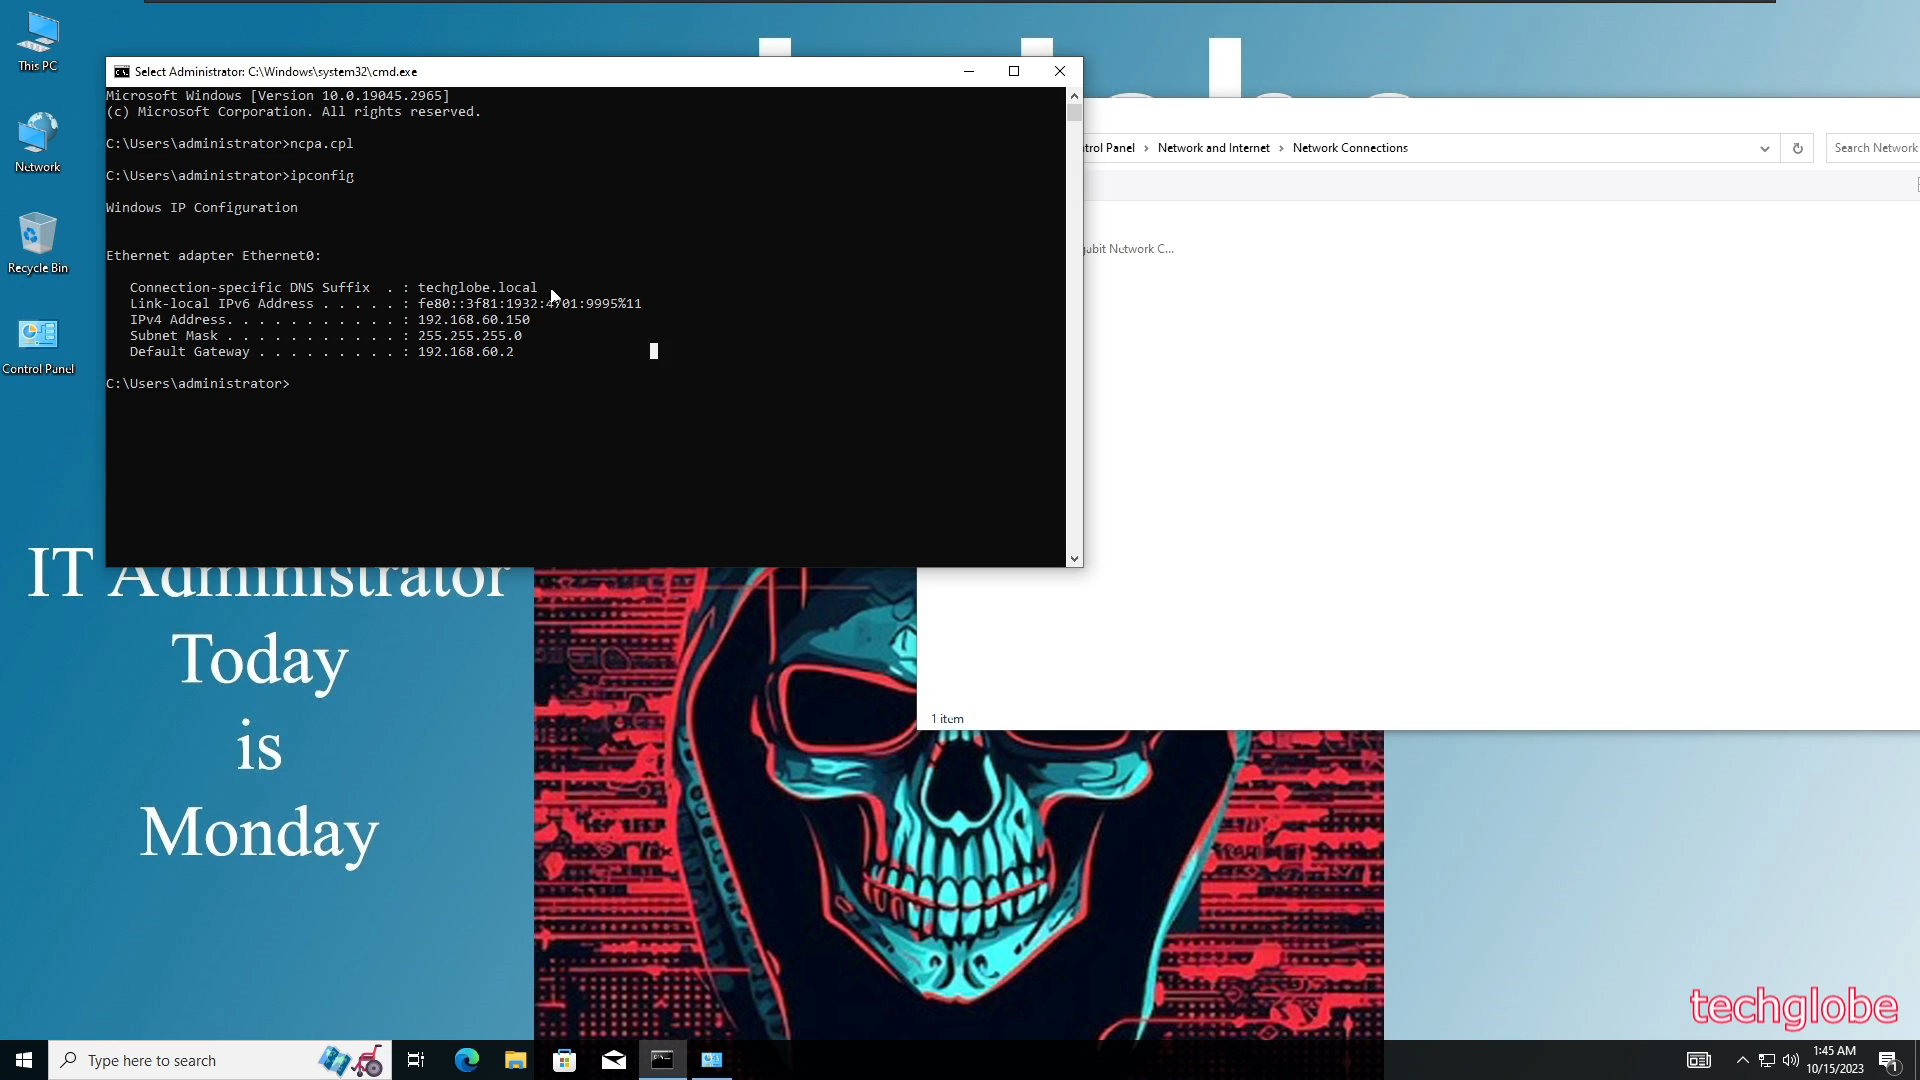 This PC
Network
Recycle Bin
Control Panel
Select Administrator: C:\Windows\system32\cmd.exe
Microsoft Windows [Version 10.0.19045.2965]
(c) Microsoft Corporation. All rights reserved.
C:\Users\administrator>ncpa.cpl
C:\Users\administrator>ipconfig
Windows IP Configuration
Ethernet adapter Ethernet0:
Connection-specific DNS Suffix  . : techglobe.local
Link-local IPv6 Address . . . . . : fe80::3f81:1932:4701:9995%11
IPv4 Address. . . . . . . . . . . : 192.168.60.150
Subnet Mask . . . . . . . . . . . : 255.255.255.0
Default Gateway . . . . . . . . . : 192.168.60.2
C:\Users\administrator>
trol Panel > Network and Internet > Network Connections
Search Network
abit Network C...
1 item
IT Administrator
Today
is
Monday
techglobe
Type here to search
1:45 AM
10/15/2023
1